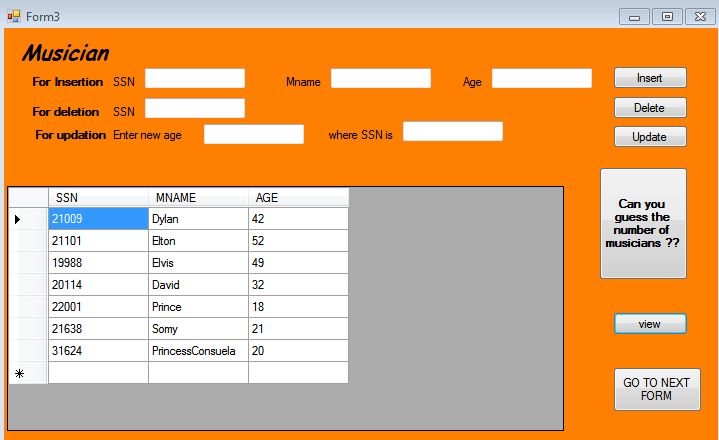 Form3
Musician
For Insertion SSN Mname Age Insert
For deletion SSN Delete
For updation Enter new age where SSN is Update
Can you
guess the
number of
musicians ??
SSN MNAME AGE
21009 Dylan 42
21101 Elton 52
19988 Elvis 49
20114 David 32
22001 Prince 18
21638 Somy 21
31624 PrincessConsuela 20
view
GO TO NEXT
FORM